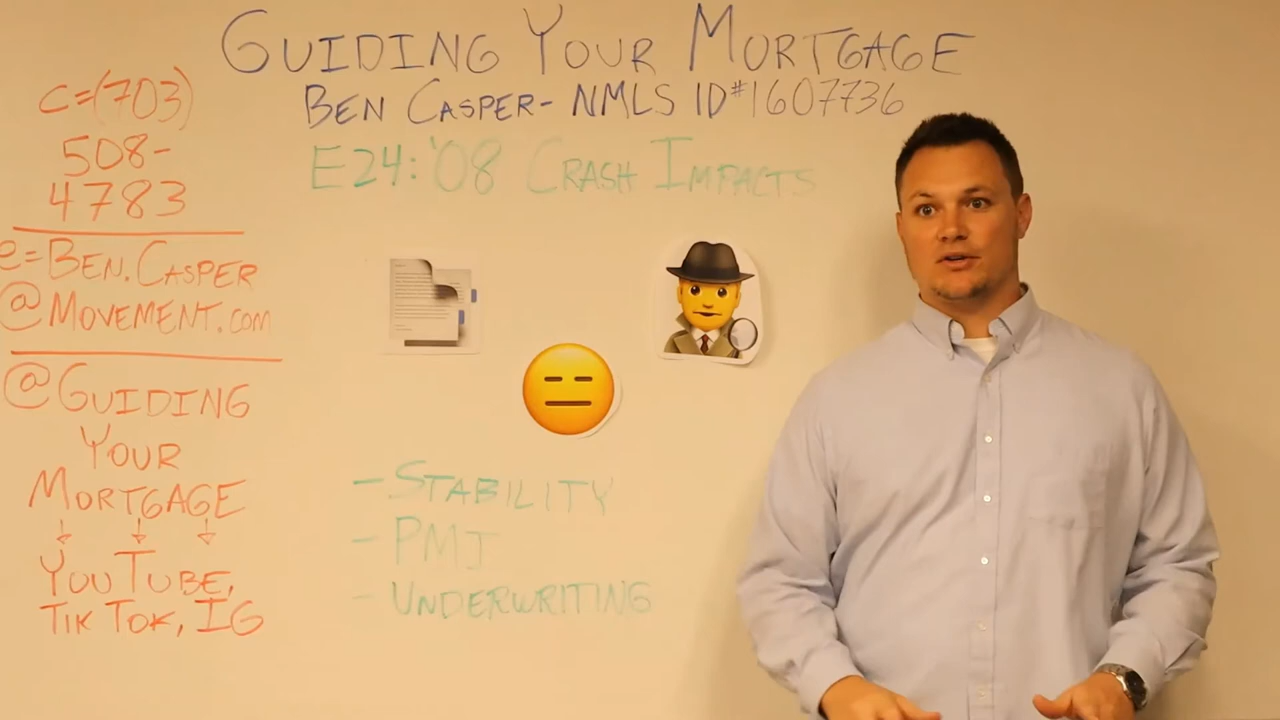 GUIDING YOUR MORTGAGE
BEN CASPER- NMLS ID#1607736
E24: '08 CRASH IMPACTS
C=(703)
508-
4783
e=BEN.CASPER
@MOVEMENT.COM
@GUIDING
YOUR
MORTGAGE
YOUTUBE,
TIK TOK, IG
- STABILITY
- PMI
- UNDERWRITING